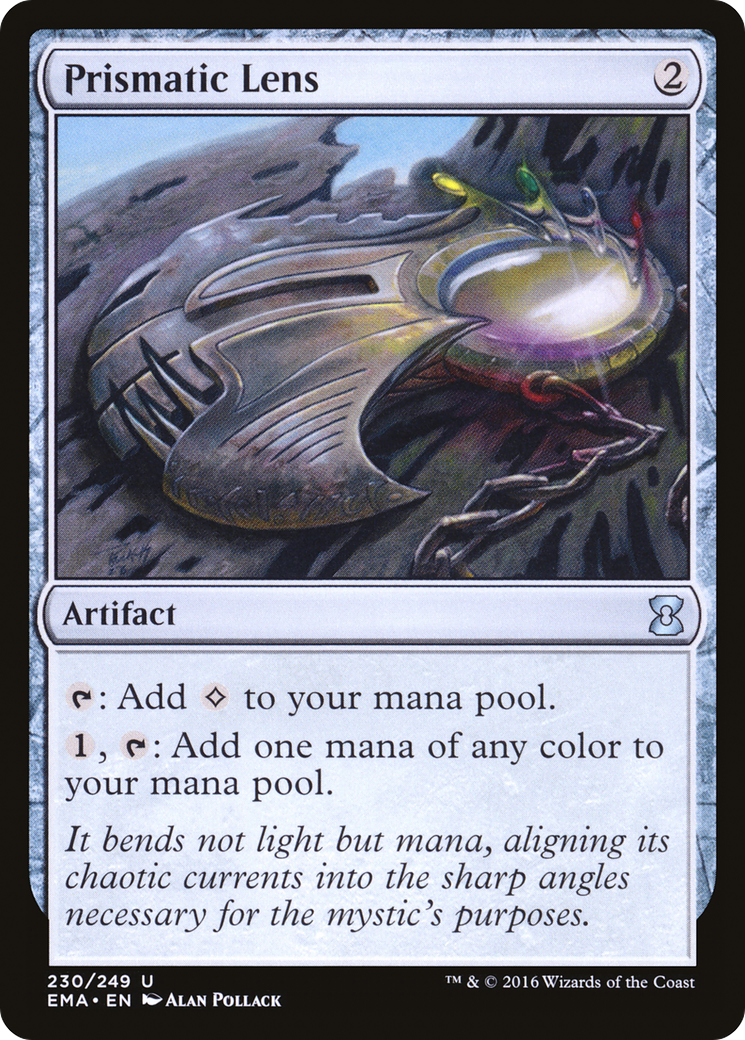 Prismatic Lens 2
Artifact
: Add to your mana pool.
1, : Add one mana of any color to
your mana pool.
It bends not light but mana, aligning its
chaotic currents into the sharp angles
necessary for the mystic's purposes.
230/249 U
EMA • EN ALAN POLLACK
™ & © 2016 Wizards of the Coast